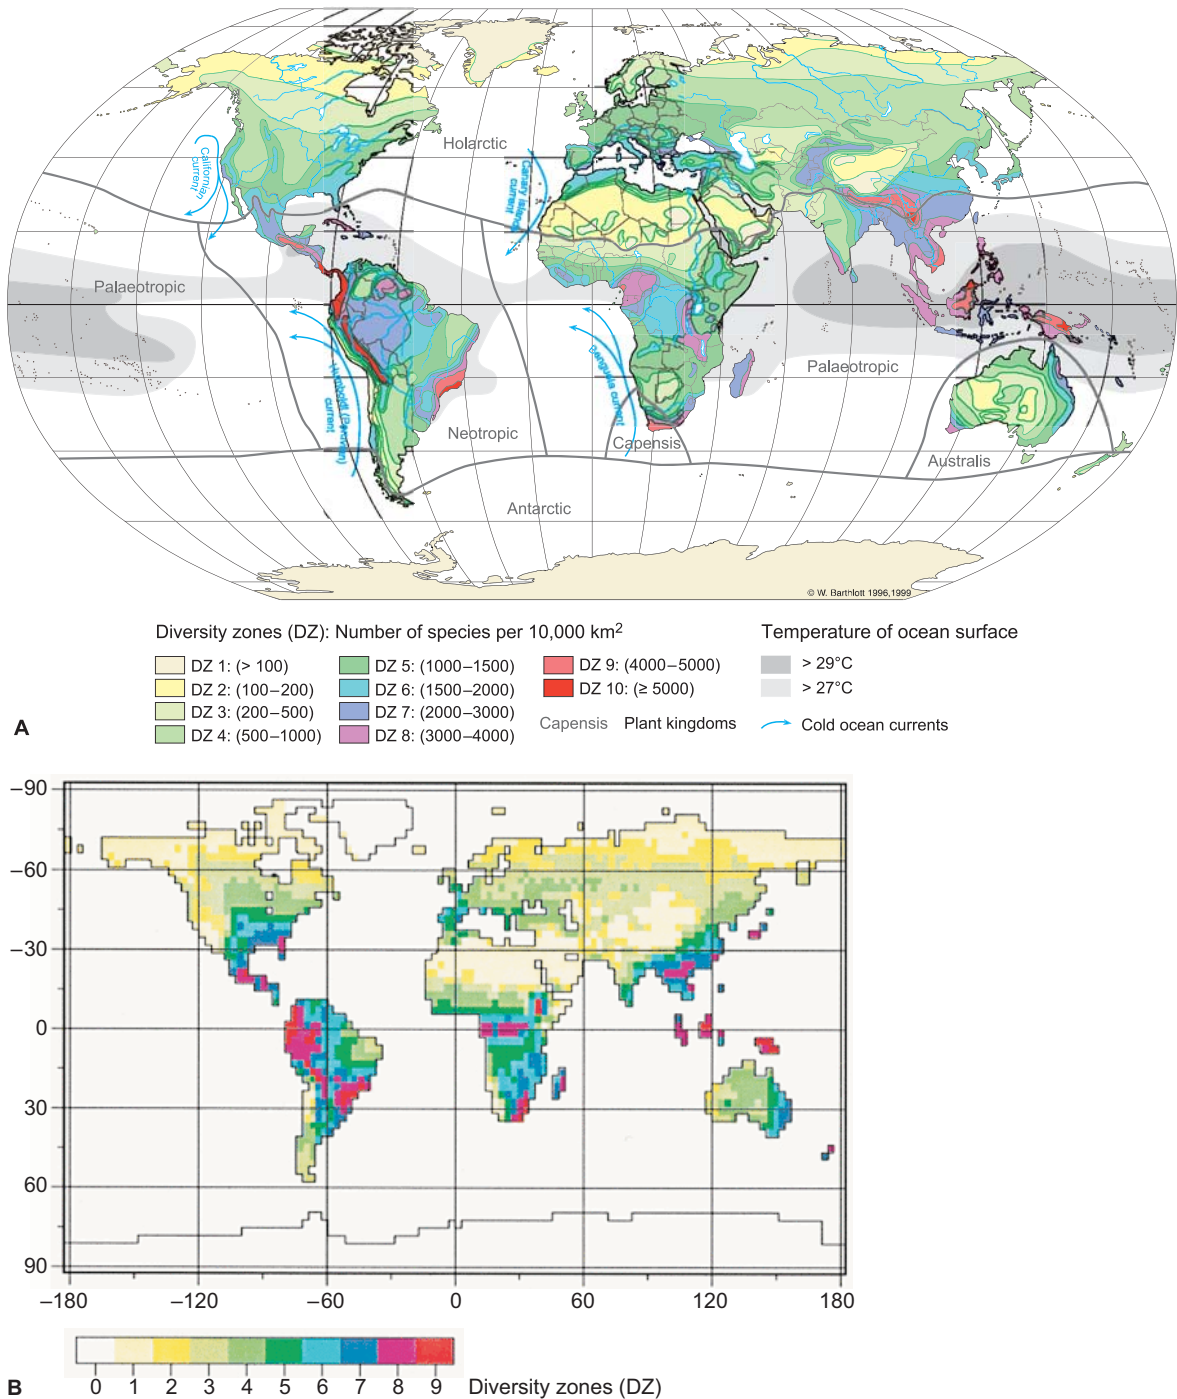 Holarctic
Californian
current
Canary Island
current
Palaeotropic
Palaeotropic
Humboldt (Peruvian)
current
Benguela current
Neotropic
Capensis
Australis
Antarctic
© W. Barthlott 1996,1999
Diversity zones (DZ): Number of species per 10,000 km²
Temperature of ocean surface
DZ 1: (> 100)
DZ 2: (100–200)
DZ 3: (200–500)
DZ 4: (500–1000)
DZ 5: (1000–1500)
DZ 6: (1500–2000)
DZ 7: (2000–3000)
DZ 8: (3000–4000)
DZ 9: (4000–5000)
DZ 10: (≥ 5000)
Capensis Plant kingdoms
> 29°C
> 27°C
Cold ocean currents
A
–90
–60
–30
0
30
60
90
–180 –120 –60 0 60 120 180
0 1 2 3 4 5 6 7 8 9 Diversity zones (DZ)
B